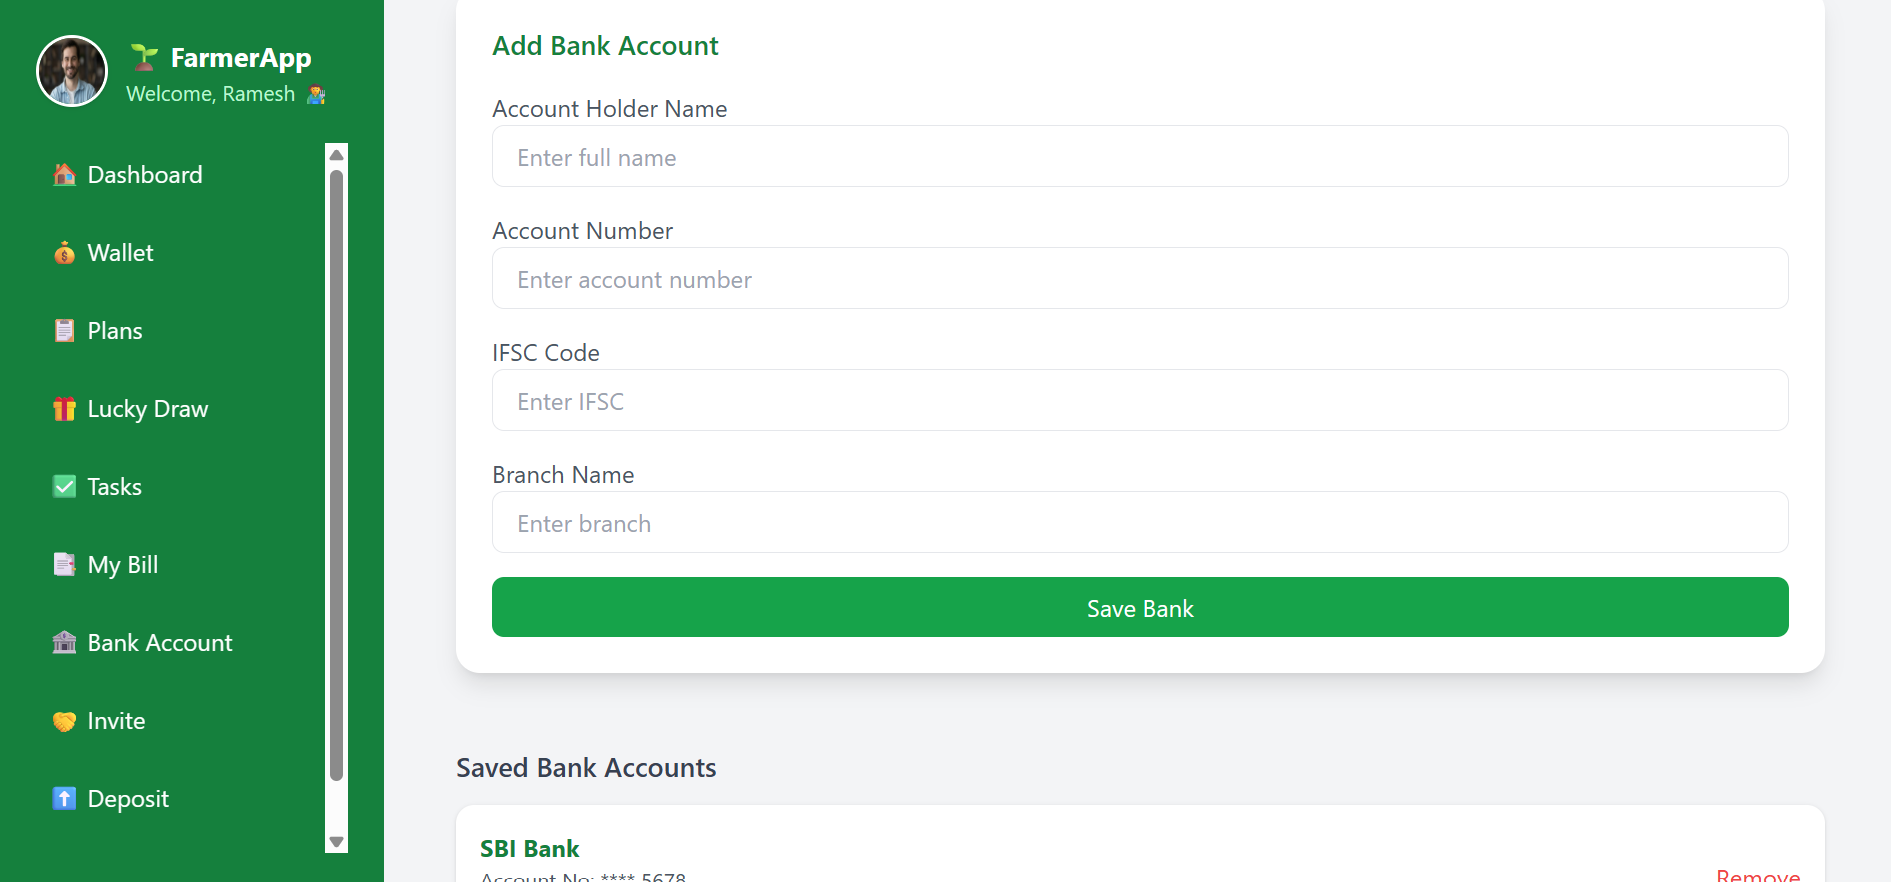 FarmerApp
Welcome, Ramesh
Dashboard
Wallet
Plans
Lucky Draw
Tasks
My Bill
Bank Account
Invite
Deposit
Add Bank Account
Account Holder Name
Enter full name
Account Number
Enter account number
IFSC Code
Enter IFSC
Branch Name
Enter branch
Save Bank
Saved Bank Accounts
SBI Bank
Account No: **** 5678
Remove